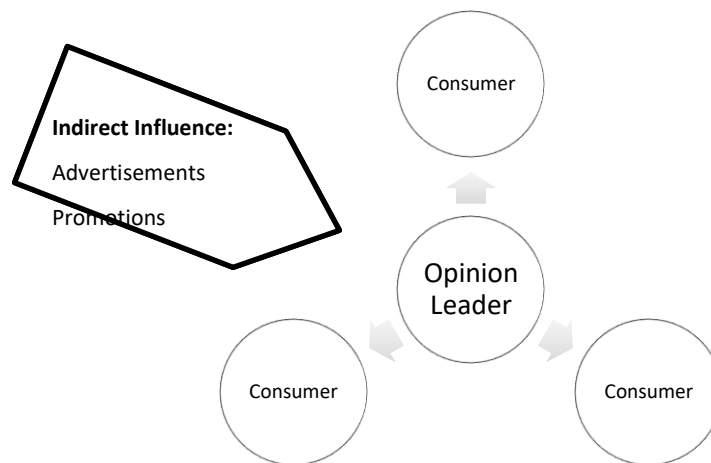 Consumer
Indirect Influence:
Advertisements
Promotions
Opinion
Leader
Consumer
Consumer